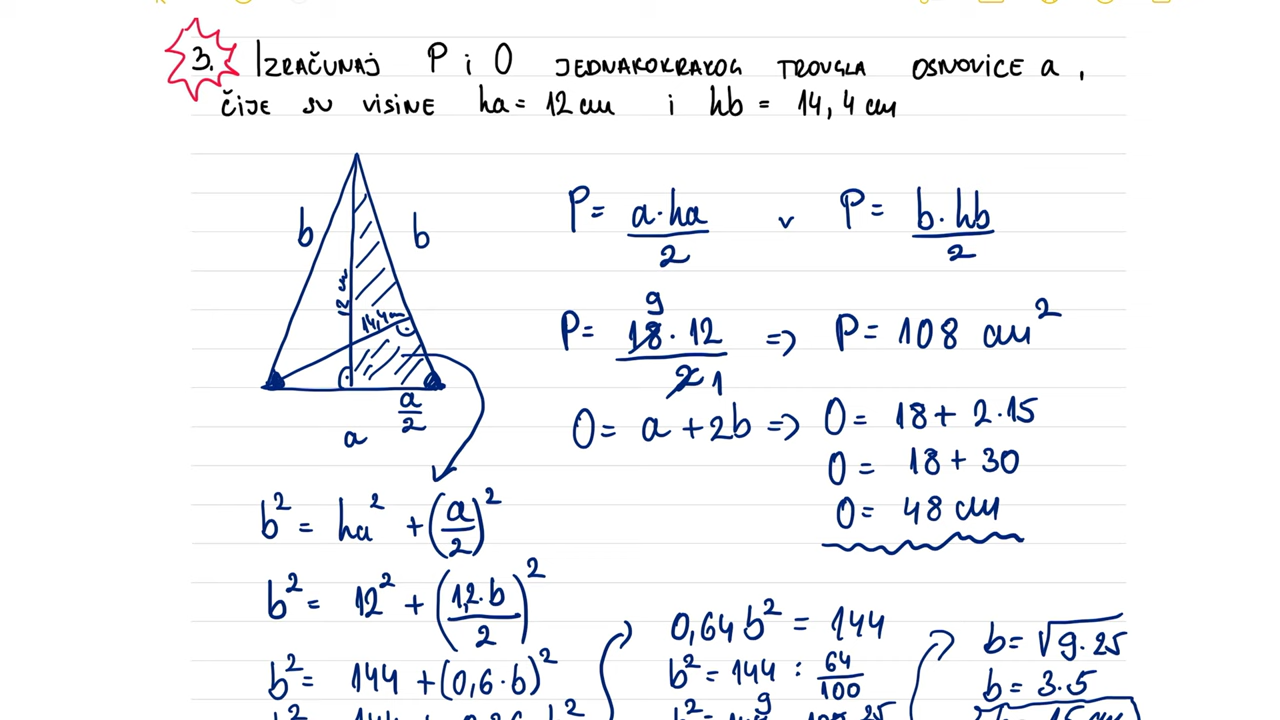 3. IZRAČUNAJ P i O JEDNAKOKRAKOG TROUGLA OSNOVICE a,
ČIJE SU VISINE ha = 12 cm i hb = 14,4 cm
b b
12 cm
14,4 cm
a/2
a
P = a·ha/2 v P = b·hb/2
9
P = 18·12/2 1 => P = 108 cm²
O = a + 2b => O = 18 + 2·15
O = 18 + 30
O = 48 cm
b² = ha² + (a/2)²
b² = 12² + (1,2·b/2)²
b² = 144 + (0,6·b)²
0,64b² = 144
b² = 144 : 64/100
b = √9·25
b = 3·5